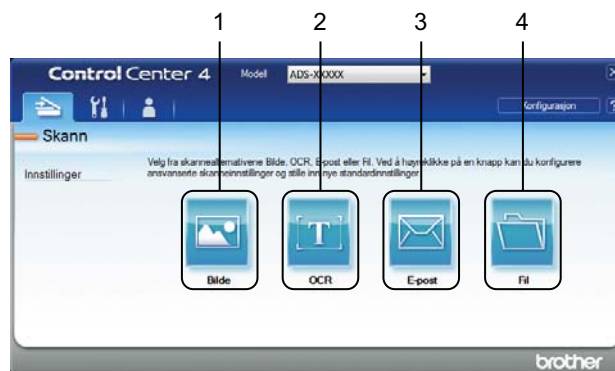 1 2 3 4
Control Center 4 Modell ADS-XXXXX
Konfigurasjon ?
Skann
Velg fra skannealternativene Bilde, OCR, E-post eller Fil. Ved å høyreklikke på en knapp kan du konfigurere
Innstillinger
ansvarserte skanneinnstillinger og stille inn nye standardinnstillinger.
T
Bilde OCR E-post Fil
brother